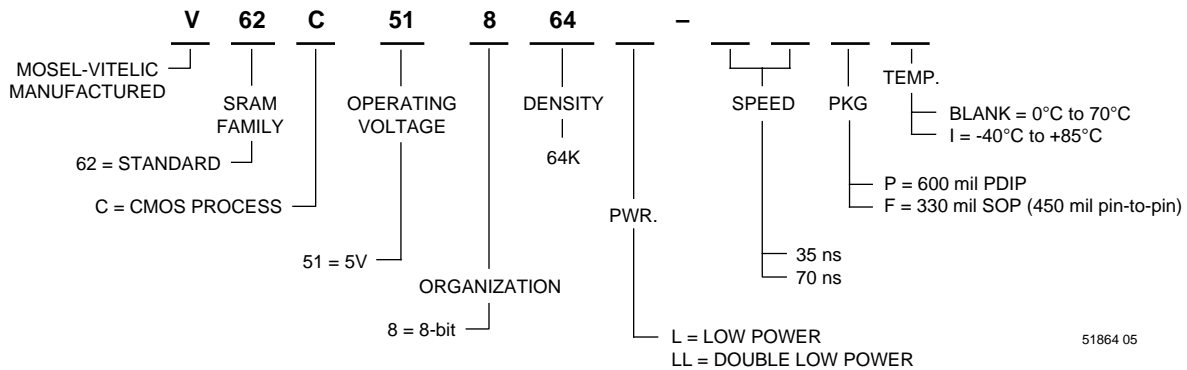 V 62 C 51 8 64 –
MOSEL-VITELIC
MANUFACTURED
SRAM
FAMILY
62 = STANDARD
C = CMOS PROCESS
OPERATING
VOLTAGE
51 = 5V
ORGANIZATION
8 = 8-bit
DENSITY
64K
PWR.
L = LOW POWER
LL = DOUBLE LOW POWER
SPEED
35 ns
70 ns
PKG
P = 600 mil PDIP
F = 330 mil SOP (450 mil pin-to-pin)
TEMP.
BLANK = 0°C to 70°C
I = -40°C to +85°C
51864 05